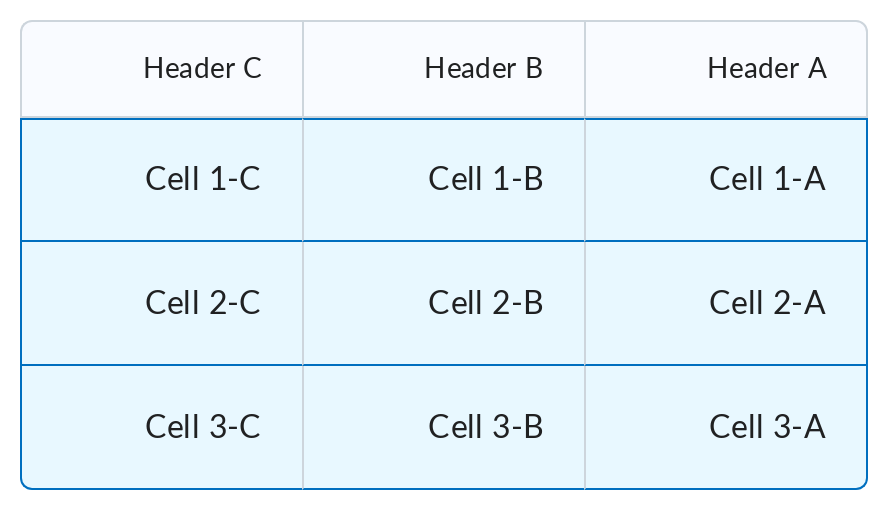 Header C Header B Header A
Cell 1-C Cell 1-B Cell 1-A
Cell 2-C Cell 2-B Cell 2-A
Cell 3-C Cell 3-B Cell 3-A